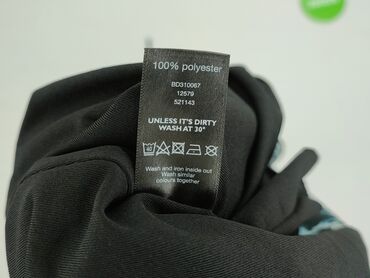 100% polyester
BD310067
12579
521143
UNLESS IT'S DIRTY
WASH AT 30°
40
Wash and iron inside out
Wash similar
colours together